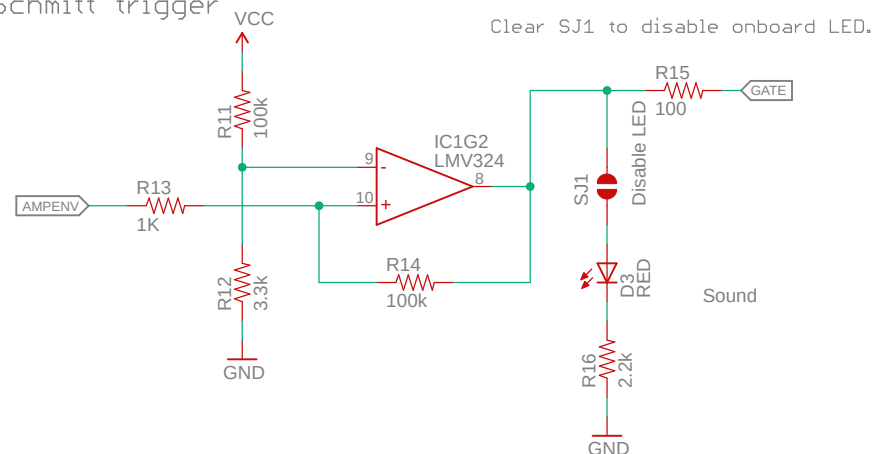 Schmitt trigger
VCC
Clear SJ1 to disable onboard LED.
R11
100k
R15
100
GATE
Disable LED
SJ1
IC1G2
LMV324
9
-
8
10
+
AMPENV
R13
1K
R14
100k
R12
3.3k
D3
RED
Sound
GND
R16
2.2k
GND